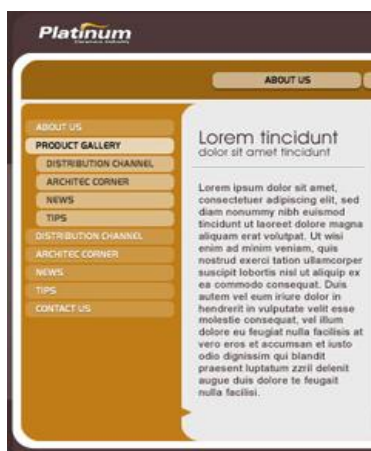 Platinum
ABOUT US
ABOUT US
PRODUCT GALLERY
DISTRIBUTION CHANNEL
ARCHITEC CORNER
NEWS
TIPS
DISTRIBUTION CHANNEL
ARCHITEC CORNER
NEWS
TIPS
CONTACT US
Lorem tincidunt
dolor sit amet tincidunt
Lorem ipsum dolor sit amet,
consectetuer adipiscing elit, sed
diam nonummy nibh euismod
tincidunt ut laoreet dolore magna
aliquam erat volutpat. Ut wisi
enim ad minim veniam, quis
nostrud exerci tation ullamcorper
suscipit lobortis nisl ut aliquip ex
ea commodo consequat. Duis
autem vel eum iriure dolor in
hendrerit in vulputate velit esse
molestie consequat, vel illum
dolore eu feugiat nulla facilisis at
vero eros et accumsan et iusto
odio dignissim qui blandit
praesent luptatum zzril delenit
augue duis dolore te feugait
nulla facilisi.